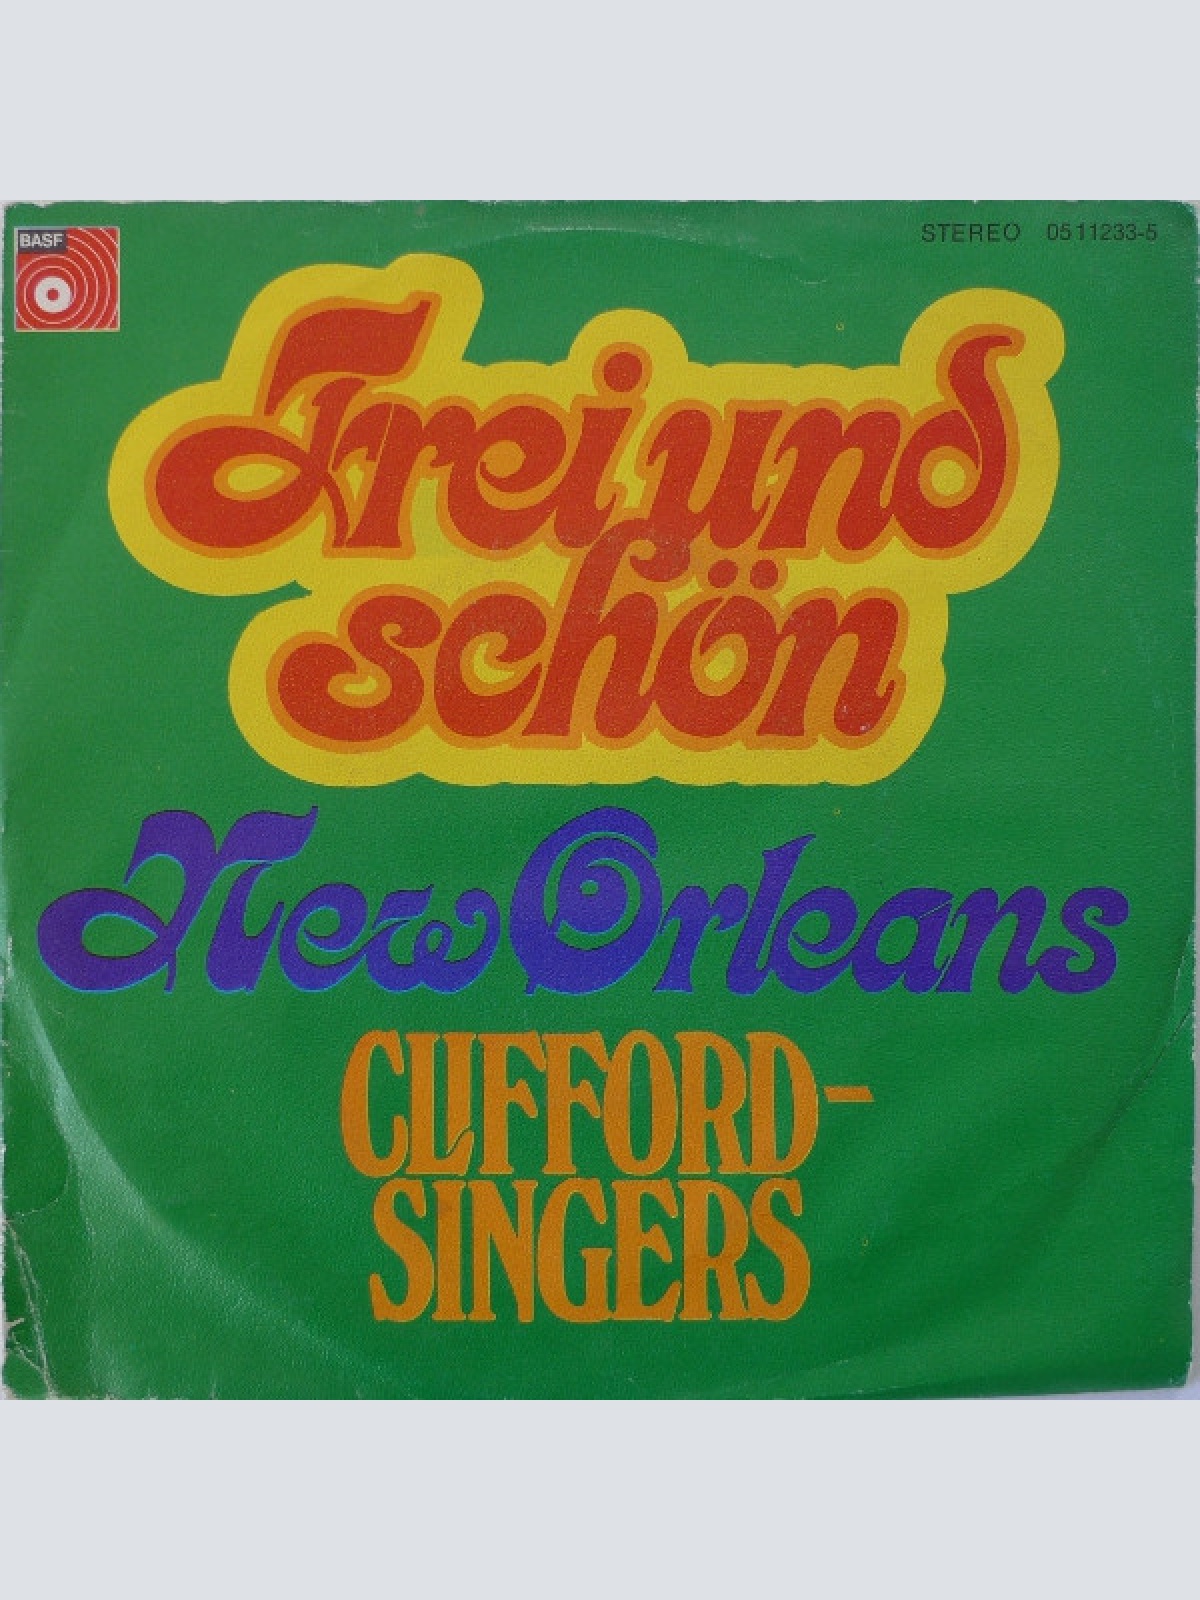 BASF
STEREO 05 11233-5
Frei und
schön
New Orleans
CLIFFORD-
SINGERS